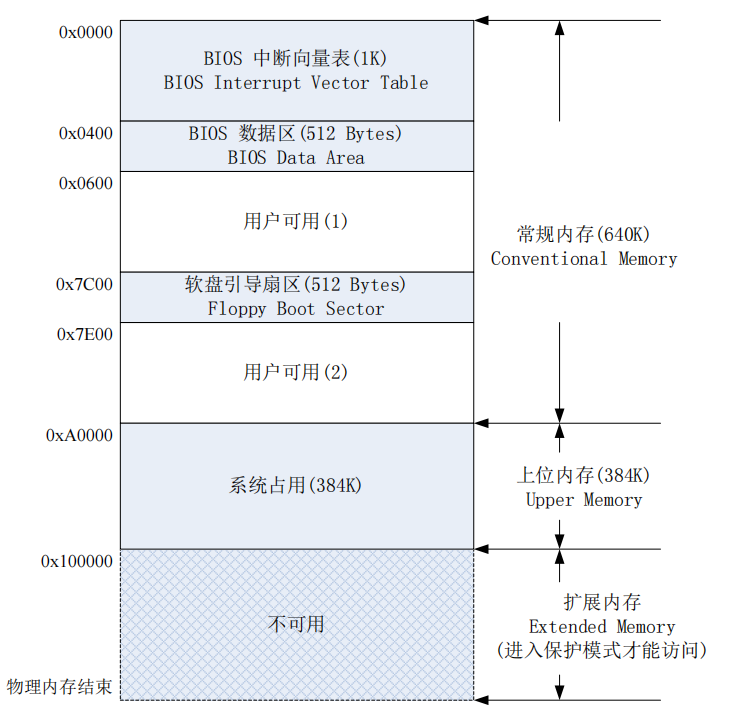 0x0000
BIOS 中断向量表(1K)
BIOS Interrupt Vector Table
0x0400
BIOS 数据区(512 Bytes)
BIOS Data Area
0x0600
用户可用(1)
常规内存(640K)
Conventional Memory
0x7C00
软盘引导扇区(512 Bytes)
Floppy Boot Sector
0x7E00
用户可用(2)
0xA0000
系统占用(384K)
上位内存(384K)
Upper Memory
0x100000
不可用
扩展内存
Extended Memory
(进入保护模式才能访问)
物理内存结束